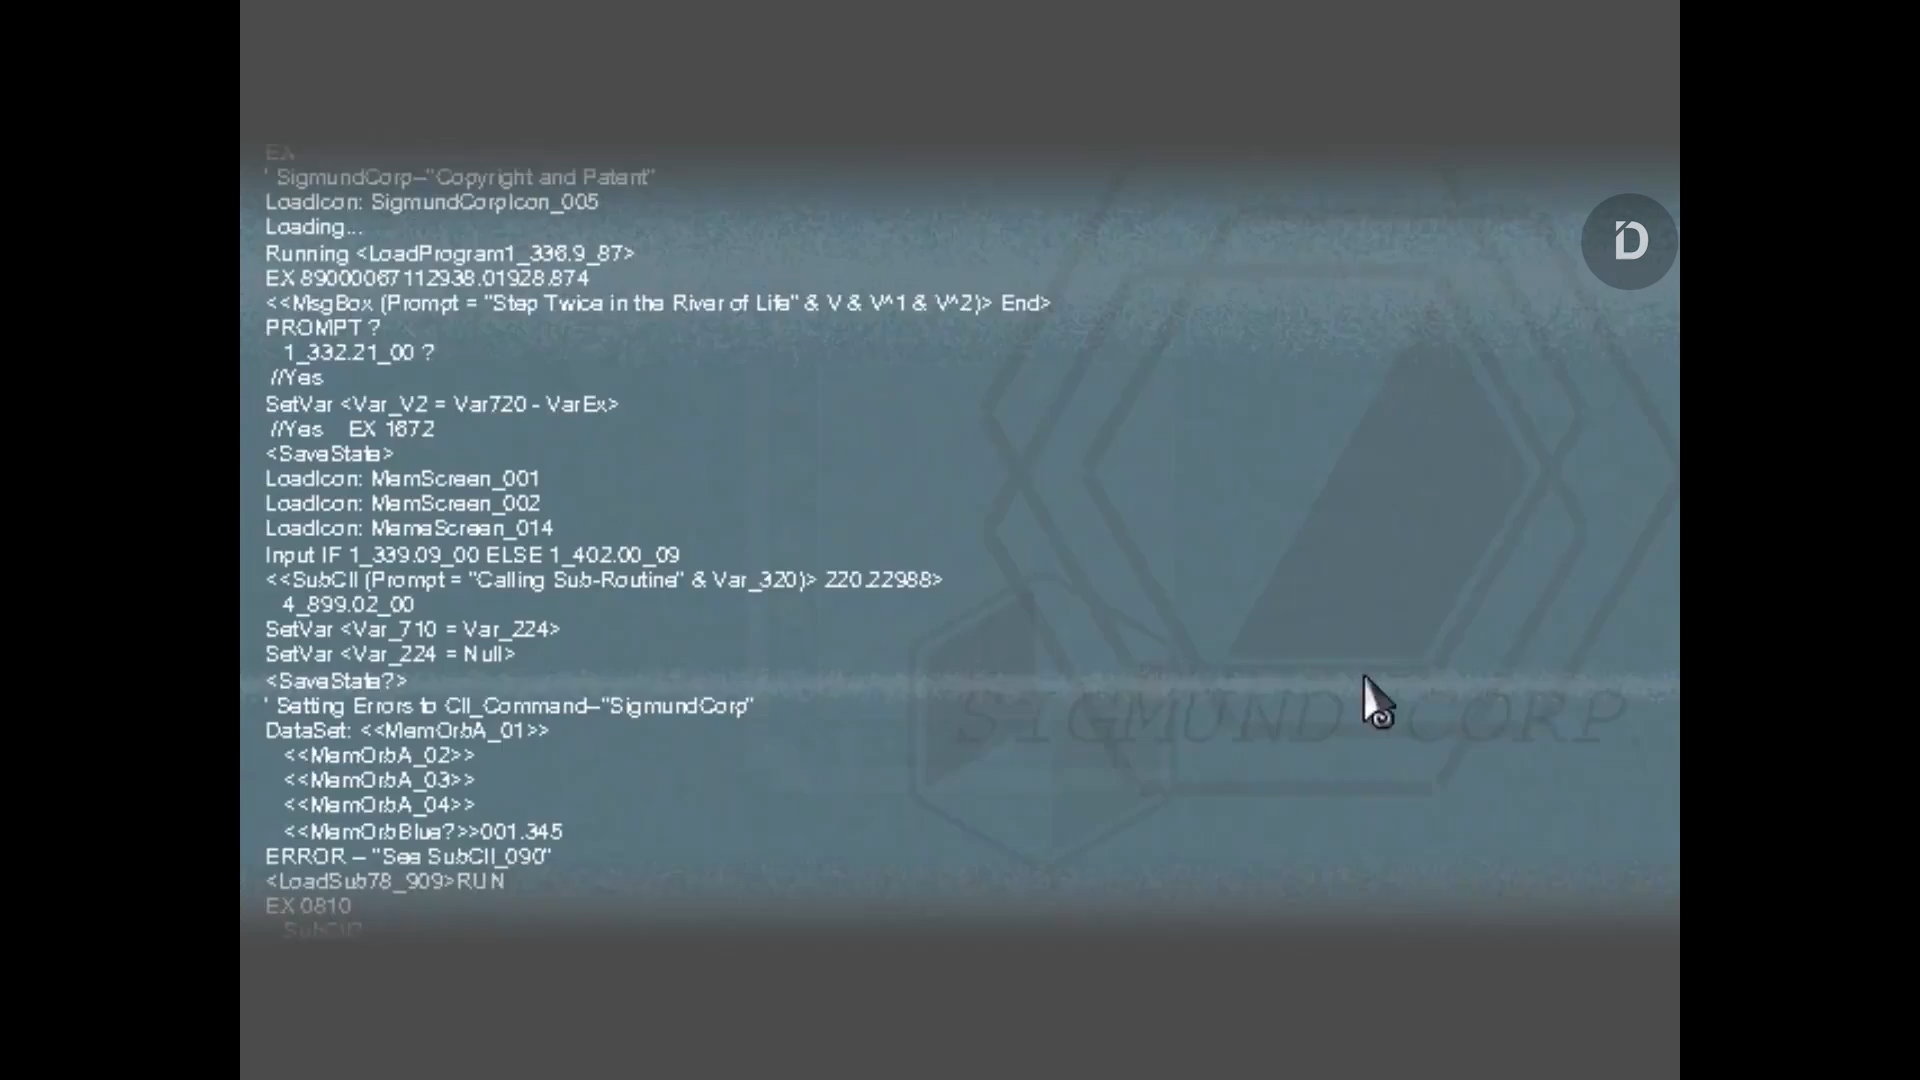 EX
' SigmundCorp–"Copyright and Patent"
LoadIcon: SigmundCorpIcon_005
Loading...
Running <LoadProgram1_336.9_87>
EX 89000067112938.01928.874
<<MsgBox (Prompt = "Step Twice in the River of Life" & V & V^1 & V^2)> End>
PROMPT ?
1_332.21_00 ?
//Yes
SetVar <Var_V2 = Var720 - VarEx>
//Yes EX 1672
<SaveState>
LoadIcon: MemScreen_001
LoadIcon: MemScreen_002
LoadIcon: MemeScreen_014
Input IF 1_339.09_00 ELSE 1_402.00_09
<<SubCll (Prompt = "Calling Sub-Routine" & Var_320)> 220.22988>
4_899.02_00
SetVar <Var_710 = Var_224>
SetVar <Var_224 = Null>
<SaveState?>
' Setting Errors to Cll_Command–"SigmundCorp"
DataSet: <<MemOrbA_01>>
<<MemOrbA_02>>
<<MemOrbA_03>>
<<MemOrbA_04>>
<<MemOrbBlue?>>001.345
ERROR – "See SubCll_090"
<LoadSub78_909>RUN
EX 0810
SubCll?
SIGMUND CORP
D